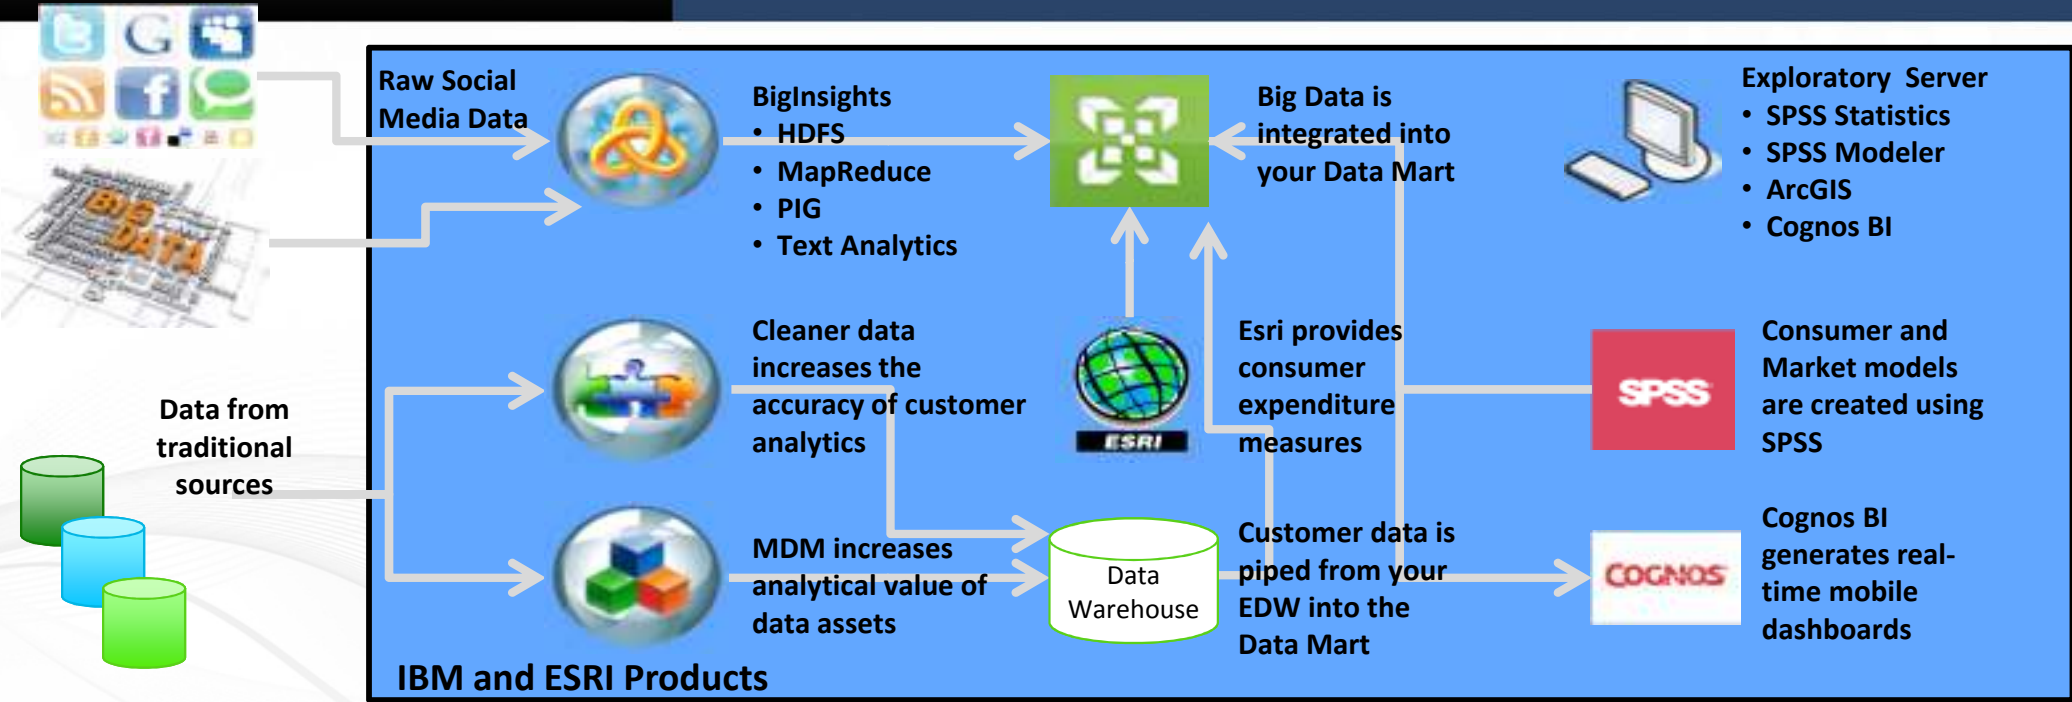 Raw Social
Media Data
BIG
DATA
BigInsights
• HDFS
• MapReduce
• PIG
• Text Analytics
Big Data is
integrated into
your Data Mart
Exploratory Server
• SPSS Statistics
• SPSS Modeler
• ArcGIS
• Cognos BI
Data from
traditional
sources
Cleaner data
increases the
accuracy of customer
analytics
ESRI
Esri provides
consumer
expenditure
measures
SPSS
Consumer and
Market models
are created using
SPSS
MDM increases
analytical value of
data assets
Data
Warehouse
Customer data is
piped from your
EDW into the
Data Mart
COGNOS
Cognos BI
generates real-
time mobile
dashboards
IBM and ESRI Products